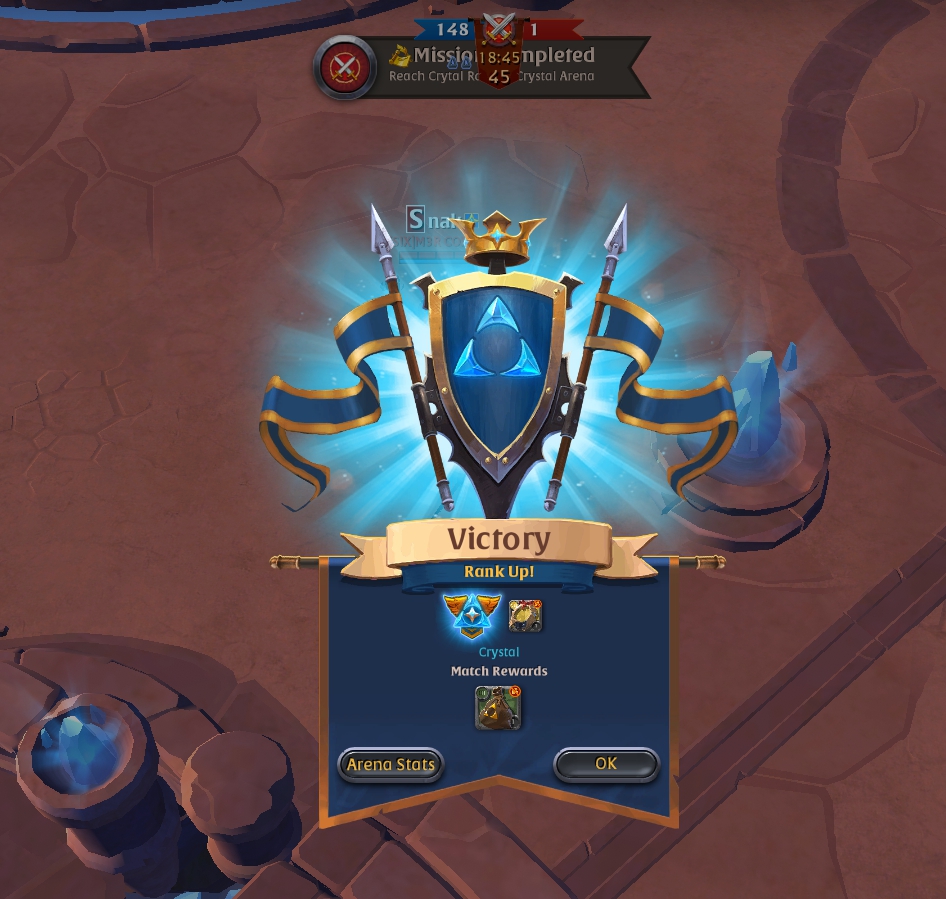 148 1
18:45
Reach Crytal Crystal Arena
45
Victory
Rank Up!
Crystal
Match Rewards
Arena Stats OK